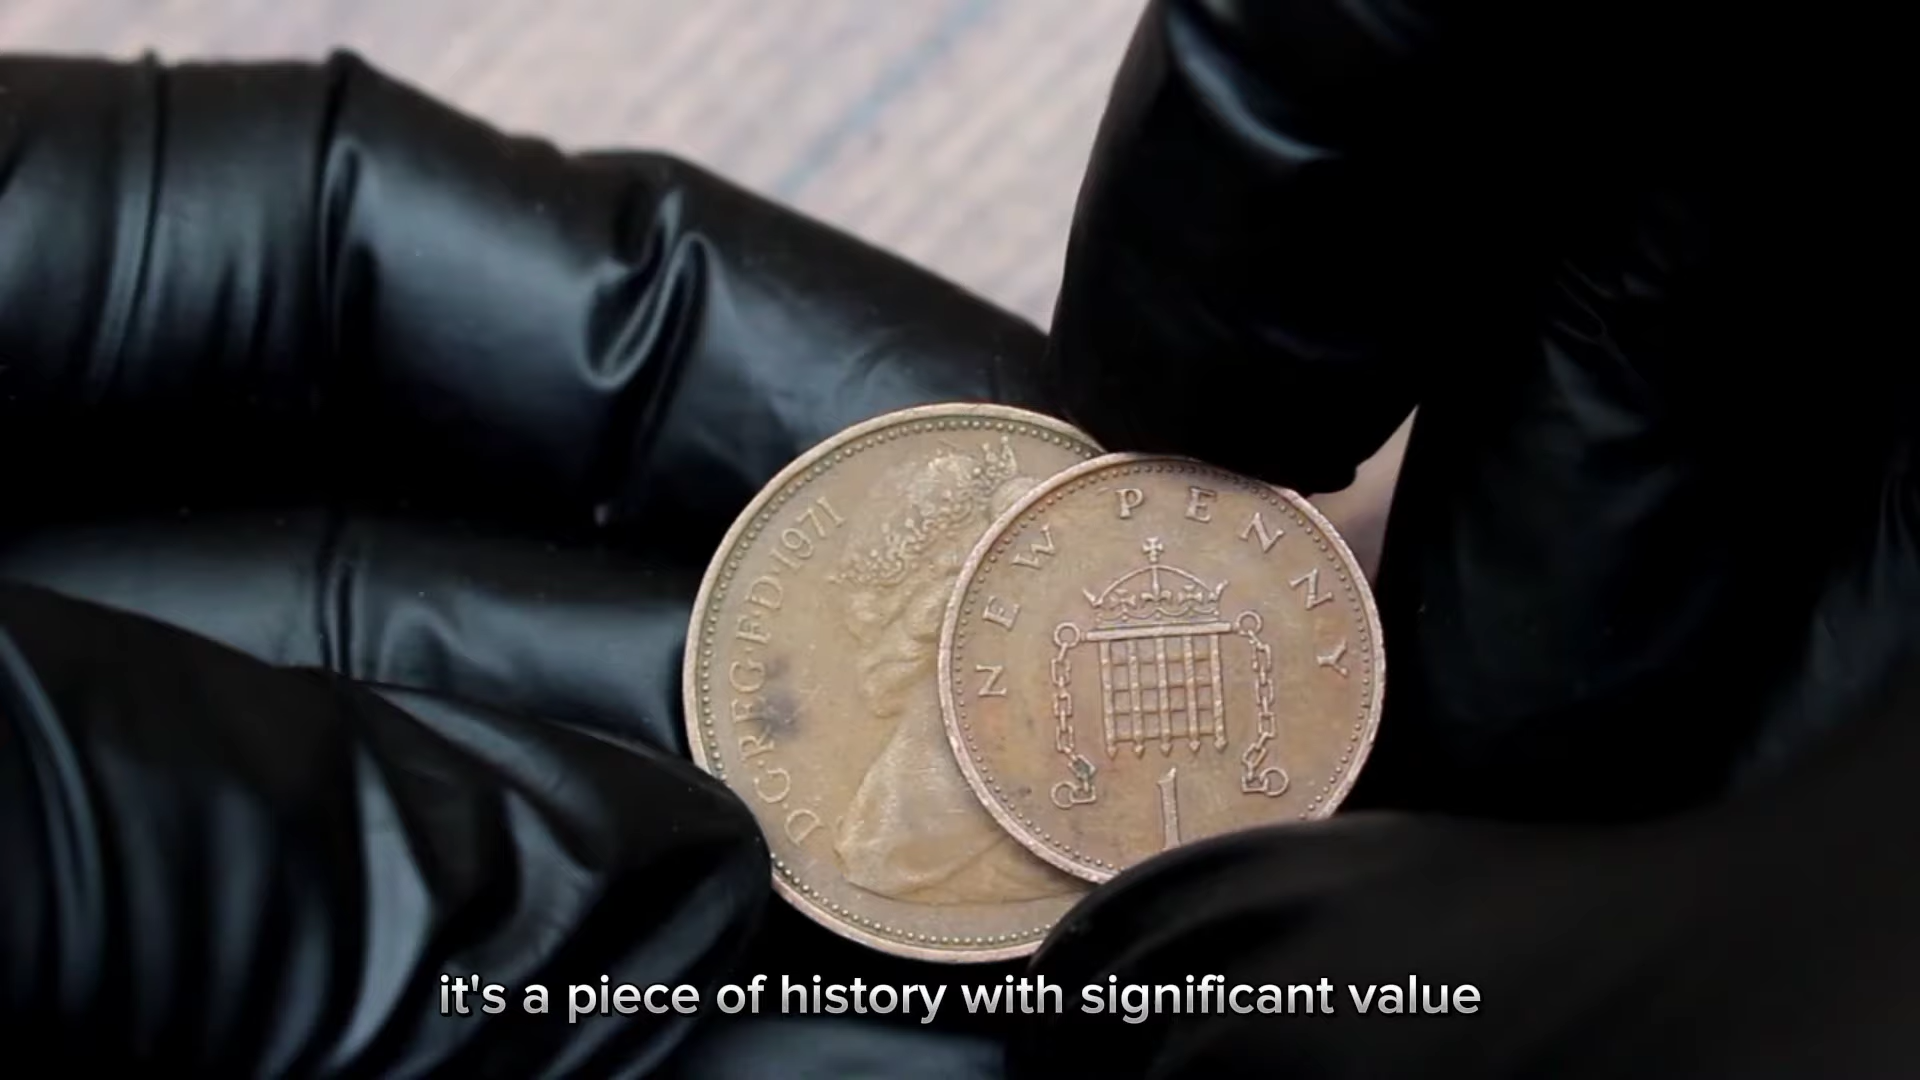 D·G·REG·F·D·1971
NEW PENNY
1
it's a piece of history with significant value